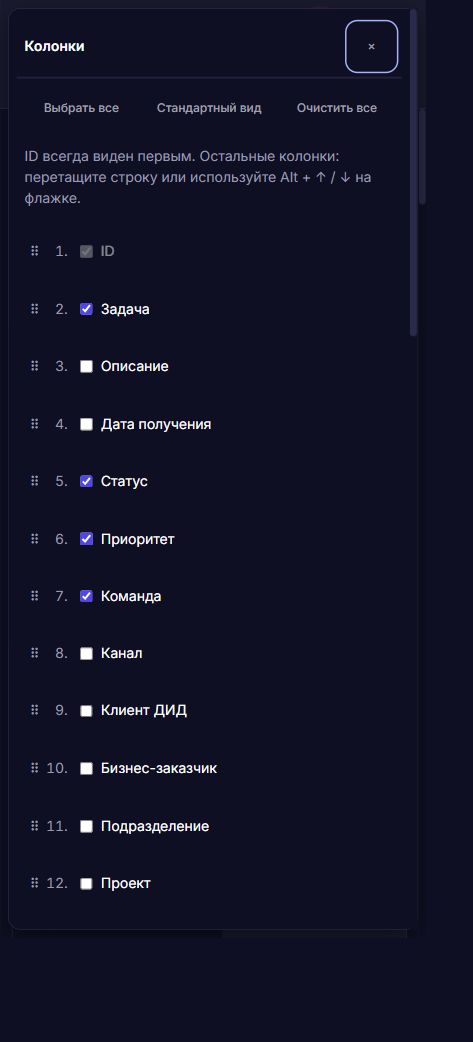 Колонки
×
Выбрать все Стандартный вид Очистить все
ID всегда виден первым. Остальные колонки:
перетащите строку или используйте Alt + ↑ / ↓ на
флажке.
1. ID
2. Задача
3. Описание
4. Дата получения
5. Статус
6. Приоритет
7. Команда
8. Канал
9. Клиент ДИД
10. Бизнес-заказчик
11. Подразделение
12. Проект